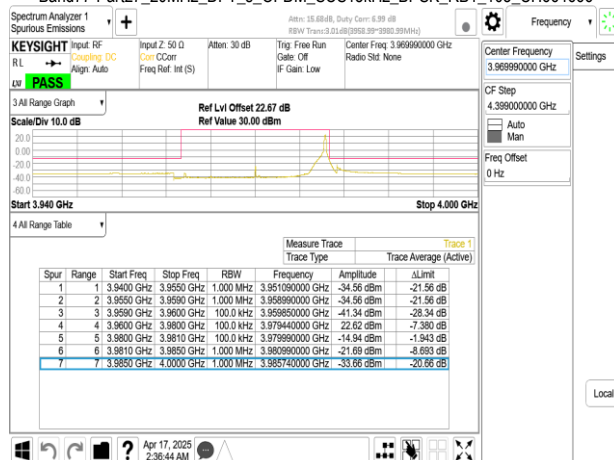 Spectrum Analyzer 1
Spurious Emissions
Attn: 15.68dB, Duty Corr: 6.99 dB
RBW Trans:3.01dB(3958.99~3980.99MHz)
Frequency
KEYSIGHT
Input: RF
Input Z: 50 Ω
Atten: 30 dB
Trig: Free Run
Center Freq: 3.969990000 GHz
RL
Coupling: DC
Corr CCorr
Gate: Off
Radio Std: None
Align: Auto
Freq Ref: Int (S)
IF Gain: Low
LXI
PASS
Center Frequency
Settings
3.969990000 GHz
CF Step
4.399000000 GHz
Auto
Man
Freq Offset
0 Hz
3 All Range Graph
Ref Lvl Offset 22.67 dB
Scale/Div 10.0 dB
Ref Value 30.00 dBm
20.0
0.00
-20.0
-40.0
-60.0
Start 3.940 GHz
Stop 4.000 GHz
4 All Range Table
Measure Trace Trace 1
Trace Type Trace Average (Active)
Spur Range Start Freq Stop Freq RBW Frequency Amplitude ΔLimit
1 1 3.9400 GHz 3.9550 GHz 1.000 MHz 3.951090000 GHz -34.56 dBm -21.56 dB
2 2 3.9550 GHz 3.9590 GHz 1.000 MHz 3.958990000 GHz -34.56 dBm -21.56 dB
3 3 3.9590 GHz 3.9600 GHz 100.0 kHz 3.959850000 GHz -41.34 dBm -28.34 dB
4 4 3.9600 GHz 3.9800 GHz 100.0 kHz 3.979440000 GHz 22.62 dBm -7.380 dB
5 5 3.9800 GHz 3.9810 GHz 100.0 kHz 3.979990000 GHz -14.94 dBm -1.943 dB
6 6 3.9810 GHz 3.9850 GHz 1.000 MHz 3.980990000 GHz -21.69 dBm -8.693 dB
7 7 3.9850 GHz 4.0000 GHz 1.000 MHz 3.985740000 GHz -33.66 dBm -20.66 dB
Local
Apr 17, 2025
2:36:44 AM